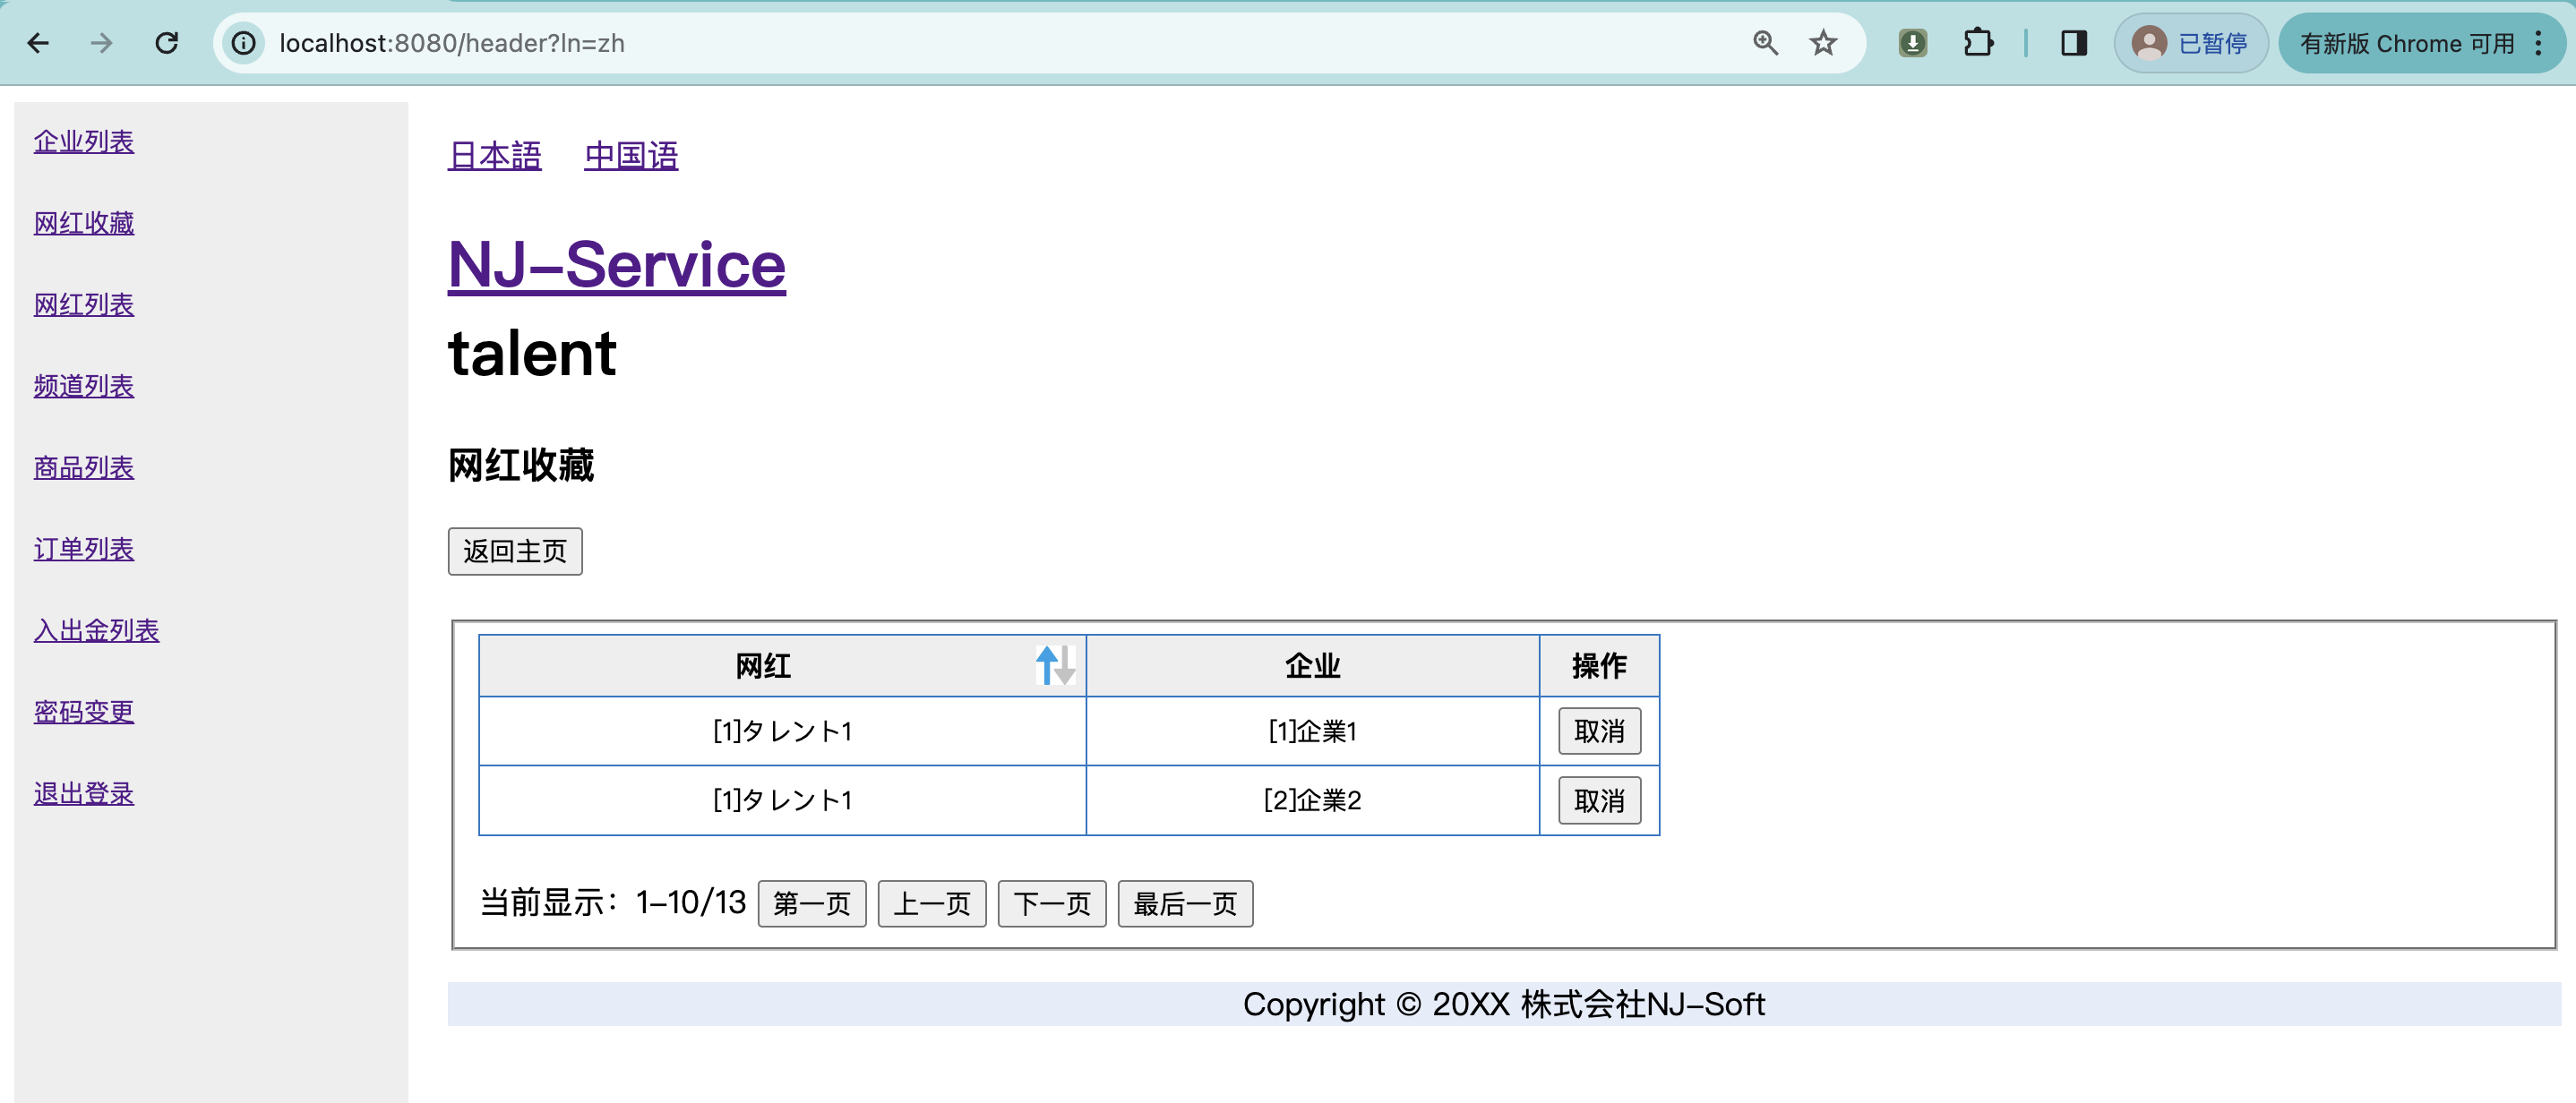 localhost:8080/header?ln=zh
已暂停
有新版 Chrome 可用
企业列表
网红收藏
网红列表
频道列表
商品列表
订单列表
入出金列表
密码变更
退出登录
日本語 中国语
NJ-Service
talent
网红收藏
返回主页
网红 企业 操作
[1]タレント1 [1]企業1 取消
[1]タレント1 [2]企業2 取消
当前显示：1-10/13 第一页 上一页 下一页 最后一页
Copyright © 20XX 株式会社NJ-Soft